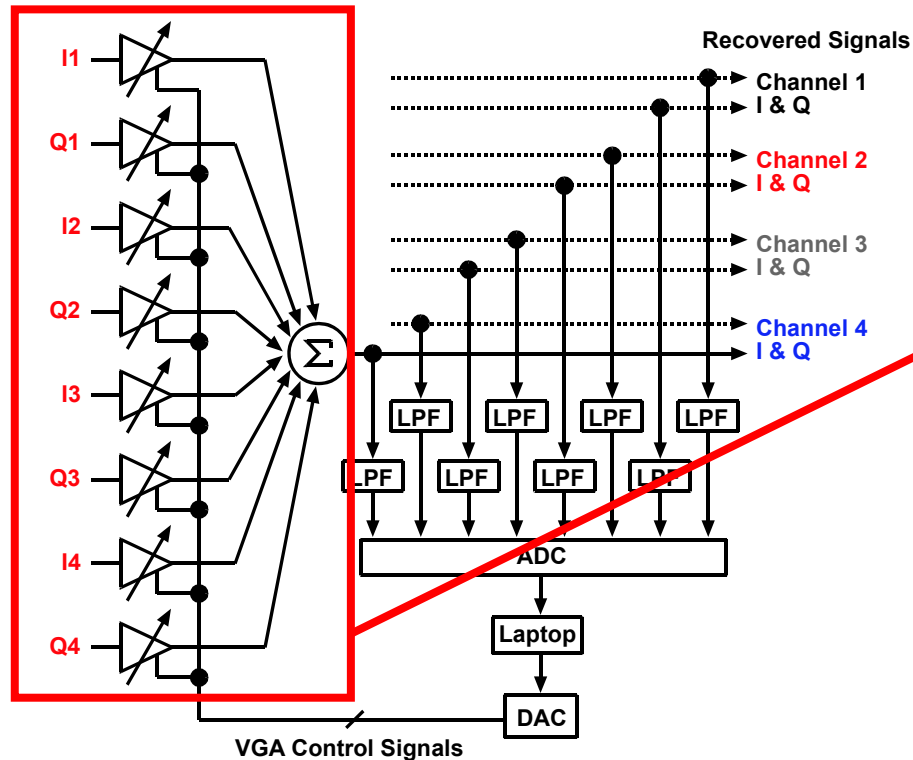 I1
Q1
I2
Q2
I3
Q3
I4
Q4
Σ
Recovered Signals
Channel 1
I & Q
Channel 2
I & Q
Channel 3
I & Q
Channel 4
I & Q
LPF LPF LPF LPF
LPF LPF LPF LPF
ADC
Laptop
DAC
VGA Control Signals